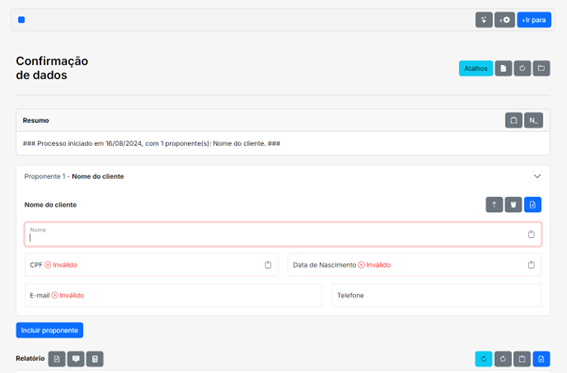 Ir para
Confirmação
de dados
Atalhos
Resumo
N_
### Processo iniciado em 16/08/2024, com 1 proponente(s): Nome do cliente. ###
Proponente 1 - Nome do cliente
Nome do cliente
Nome
CPF Inválido
Data de Nascimento Inválido
E-mail Inválido
Telefone
Incluir proponente
Relatório